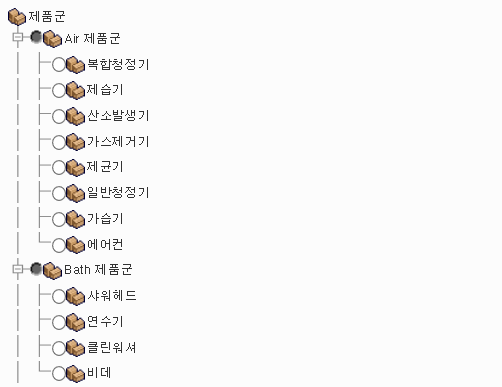 제품군
Air 제품군
복합청정기
제습기
산소발생기
가스제거기
제균기
일반청정기
가습기
에어컨
Bath 제품군
샤워헤드
연수기
클린워셔
비데